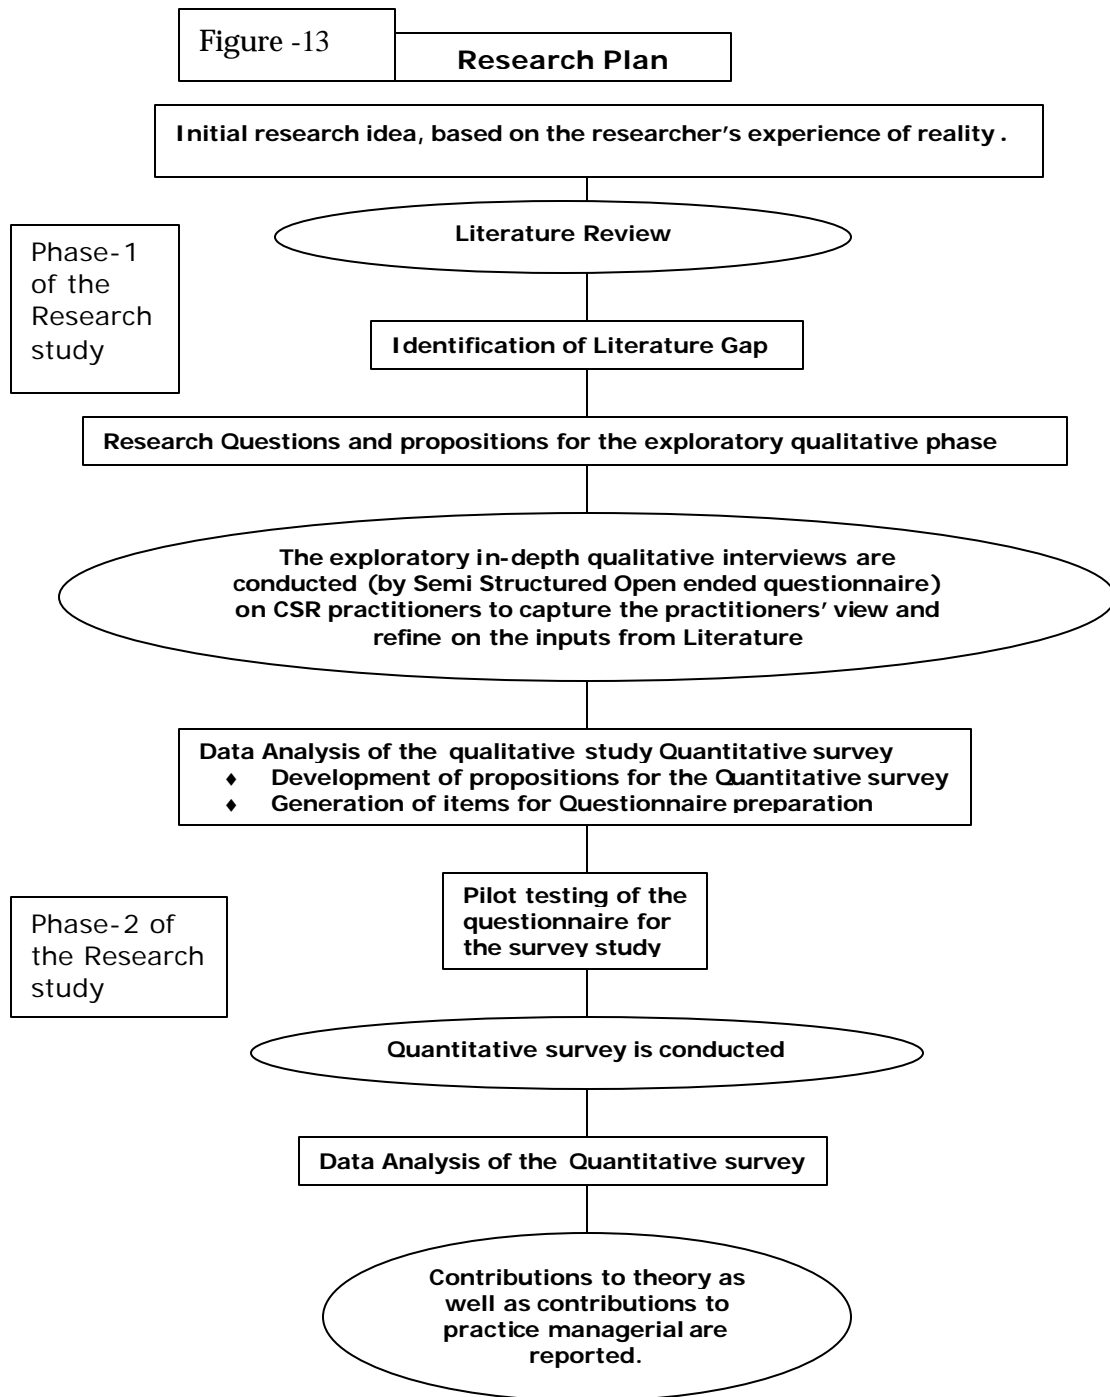 Figure -13
Research Plan
Initial research idea, based on the researcher's experience of reality .
Literature Review
Phase-1
of the
Research
study
Identification of Literature Gap
Research Questions and propositions for the exploratory qualitative phase
The exploratory in-depth qualitative interviews are
conducted (by Semi Structured Open ended questionnaire)
on CSR practitioners to capture the practitioners' view and
refine on the inputs from Literature
Data Analysis of the qualitative study Quantitative survey
♦ Development of propositions for the Quantitative survey
♦ Generation of items for Questionnaire preparation
Phase-2 of
the Research
study
Pilot testing of the
questionnaire for
the survey study
Quantitative survey is conducted
Data Analysis of the Quantitative survey
Contributions to theory as
well as contributions to
practice managerial are
reported.